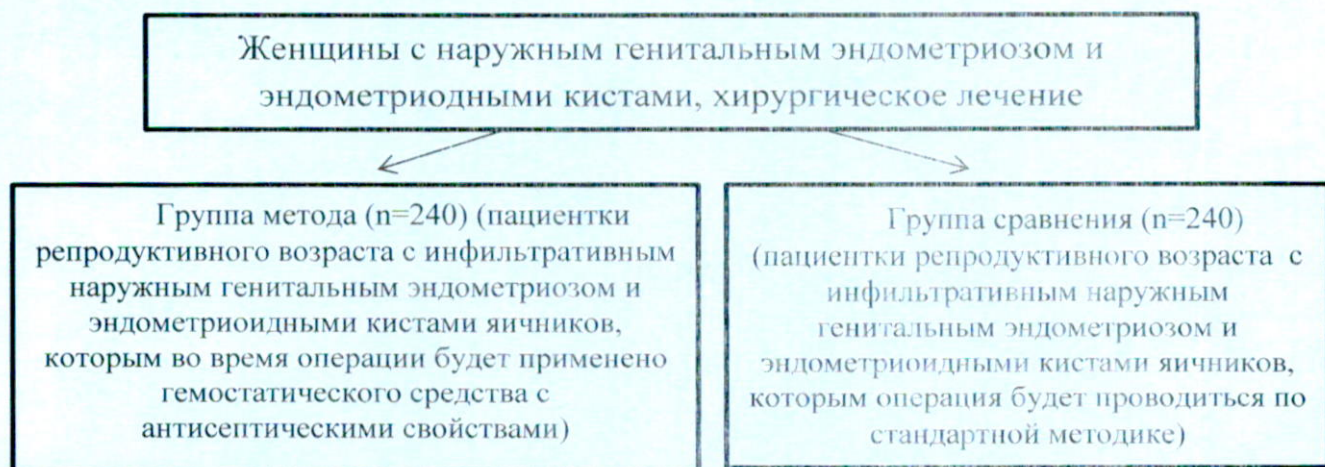 Женщины с наружным генитальным эндометриозом и
эндометриодными кистами, хирургическое лечение
Группа метода (n=240) (пациентки
репродуктивного возраста с инфильтративным
наружным генитальным эндометриозом и
эндометриоидными кистами яичников,
которым во время операции будет применено
гемостатического средства с
антисептическими свойствами)
Группа сравнения (n=240)
(пациентки репродуктивного возраста с
инфильтративным наружным
генитальным эндометриозом и
эндометриоидными кистами яичников,
которым операция будет проводиться по
стандартной методике)